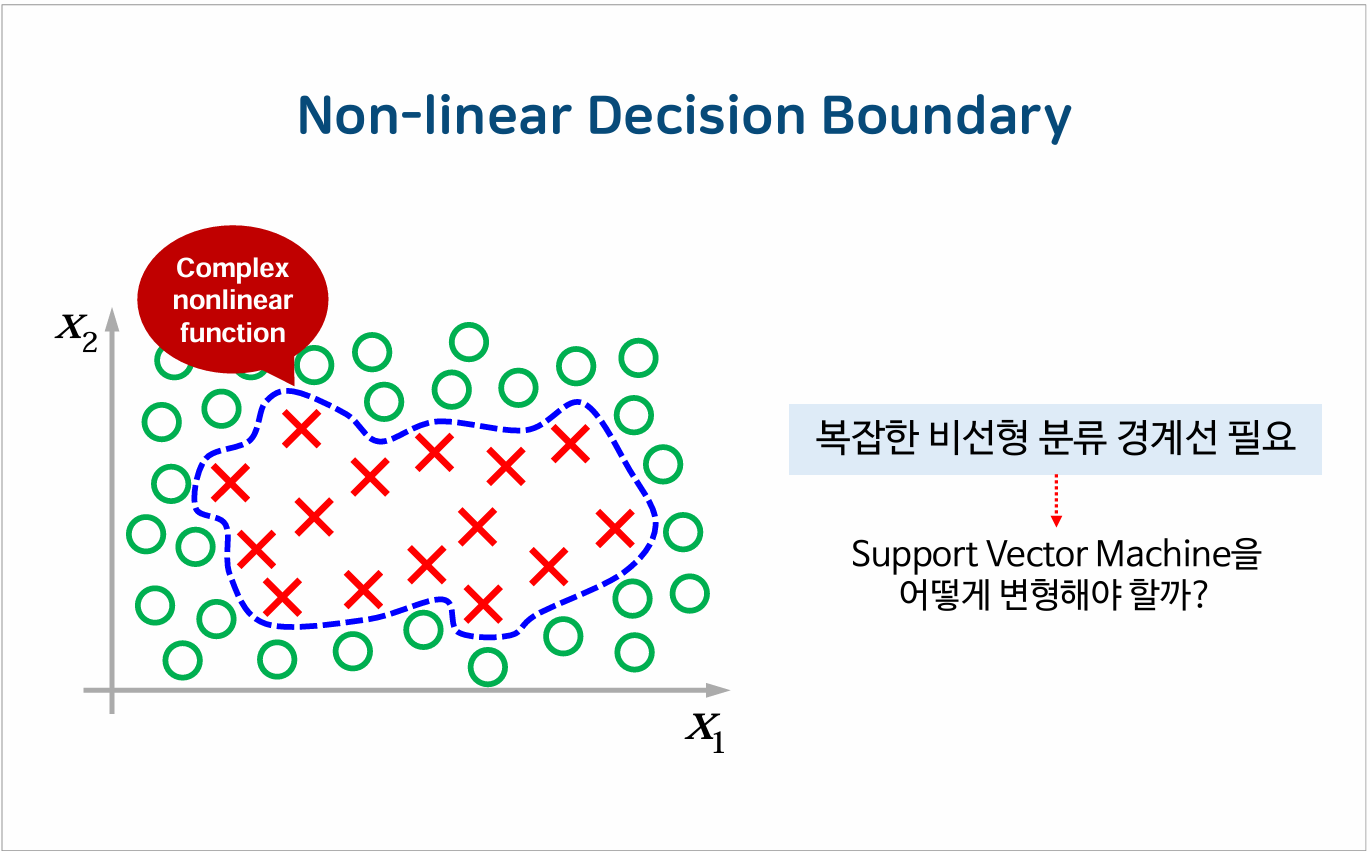 Non-linear Decision Boundary
Complex
nonlinear
function
x2
x1
복잡한 비선형 분류 경계선 필요
Support Vector Machine을
어떻게 변형해야 할까?